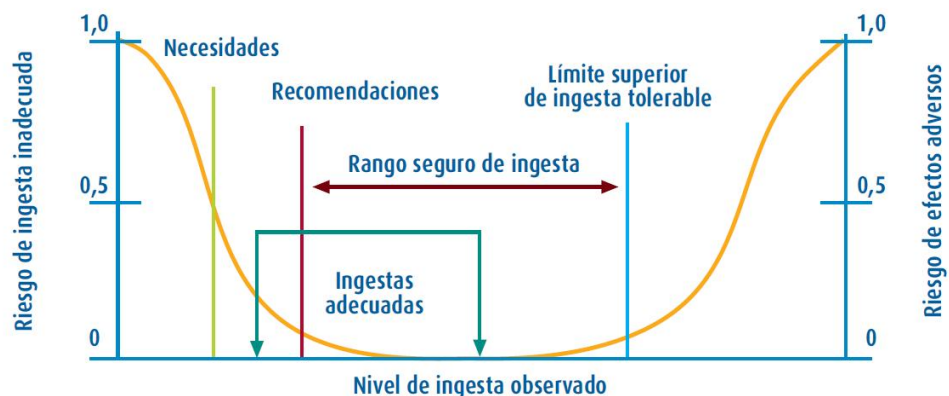 1,0
1,0
Necesidades
Recomendaciones
Límite superior
de ingesta tolerable
Riesgo de ingesta inadecuada
Riesgo de efectos adversos
Rango seguro de ingesta
0,5
0,5
Ingestas
adecuadas
0
0
Nivel de ingesta observado